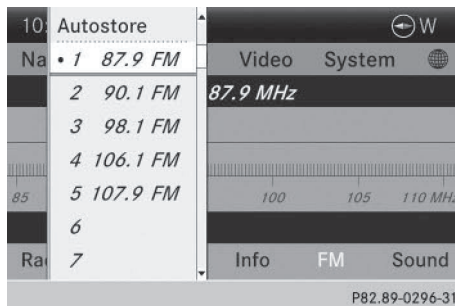 10: Autostore W
Na • 1 87.9 FM Video System
2 90.1 FM 87.9 MHz
3 98.1 FM
4 106.1 FM
85 5 107.9 FM 100 105 110 MH
6
Ra 7 Info FM Sound
P82.89-0296-31